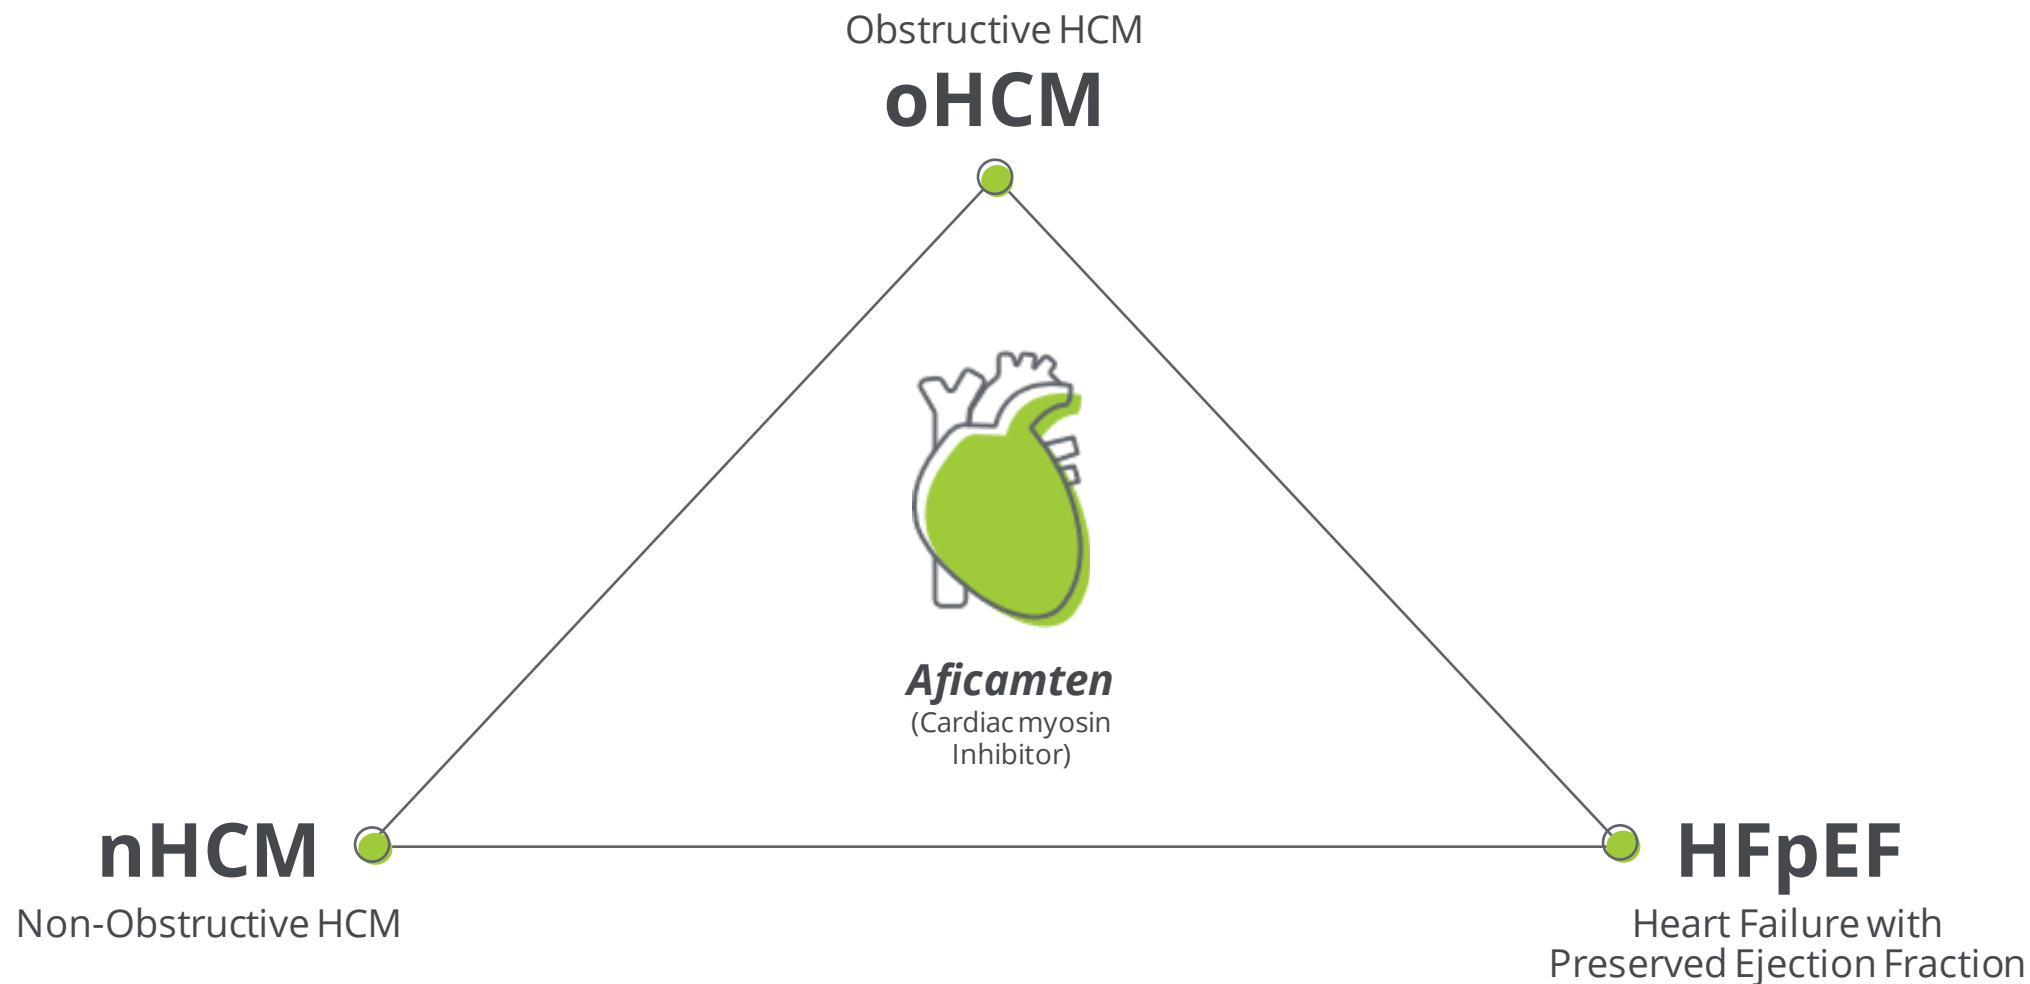 Obstructive HCM
oHCM
Aficamten
(Cardiac myosin
Inhibitor)
nHCM
Non-Obstructive HCM
HFpEF
Heart Failure with
Preserved Ejection Fraction